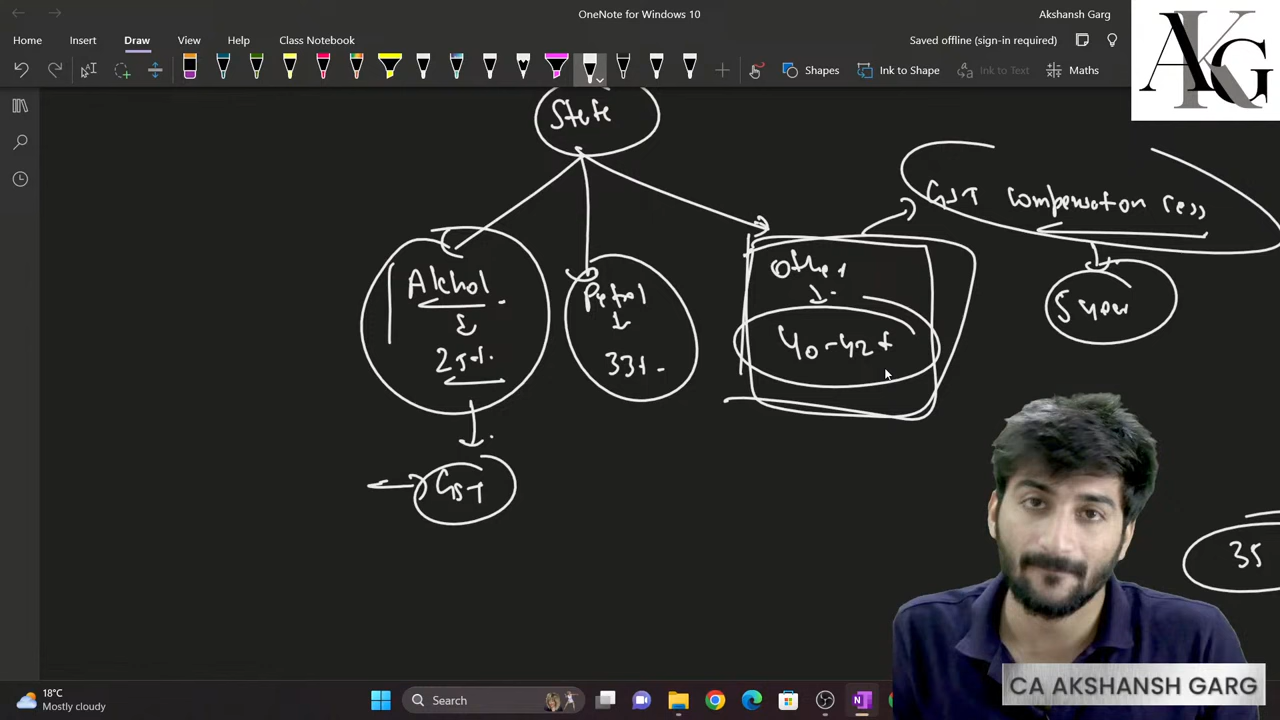 OneNote for Windows 10
Akshansh Garg
Home Insert Draw View Help Class Notebook
Saved offline (sign-in required)
Shapes Ink to Shape Ink to Text Maths
AKG
State
GST compensation cess
Alchol
Petrol
Other
5 year
25%
33%
40-42%
GST
35
CA AKSHANSH GARG
18°C
Mostly cloudy
Search